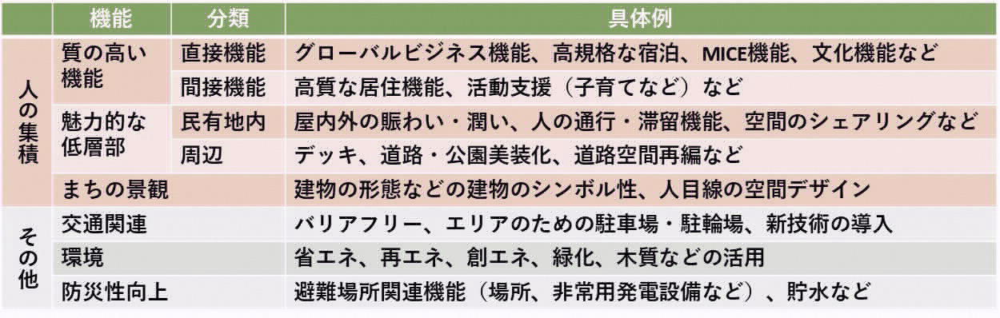 機能 分類 具体例
人の集積
質の高い機能 直接機能 グローバルビジネス機能、高規格な宿泊、MICE機能、文化機能など
間接機能 高質な居住機能、活動支援（子育てなど）など
魅力的な低層部 民有地内 屋内外の賑わい・潤い、人の通行・滞留機能、空間のシェアリングなど
周辺 デッキ、道路・公園美装化、道路空間再編など
まちの景観 建物の形態などの建物のシンボル性、人目線の空間デザイン
その他
交通関連 バリアフリー、エリアのための駐車場・駐輪場、新技術の導入
環境 省エネ、再エネ、創エネ、緑化、木質などの活用
防災性向上 避難場所関連機能（場所、非常用発電設備など）、貯水など